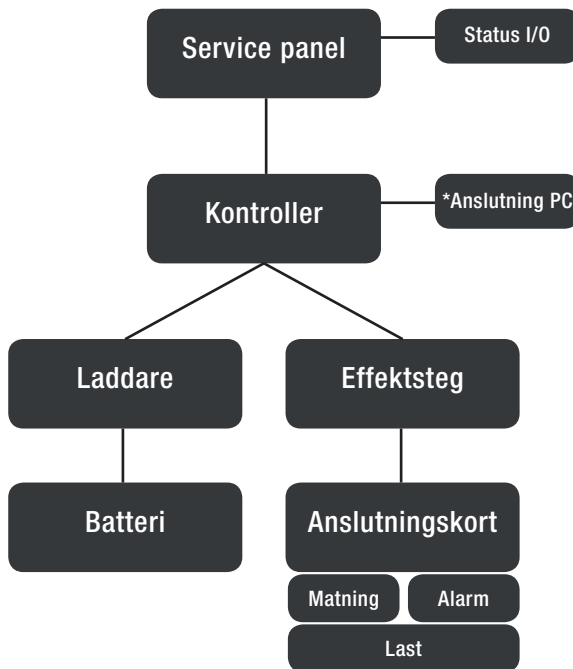 Service panel
Status I/O
Kontroller
*Anslutning PC
Laddare
Effektsteg
Batteri
Anslutningskort
Matning
Alarm
Last